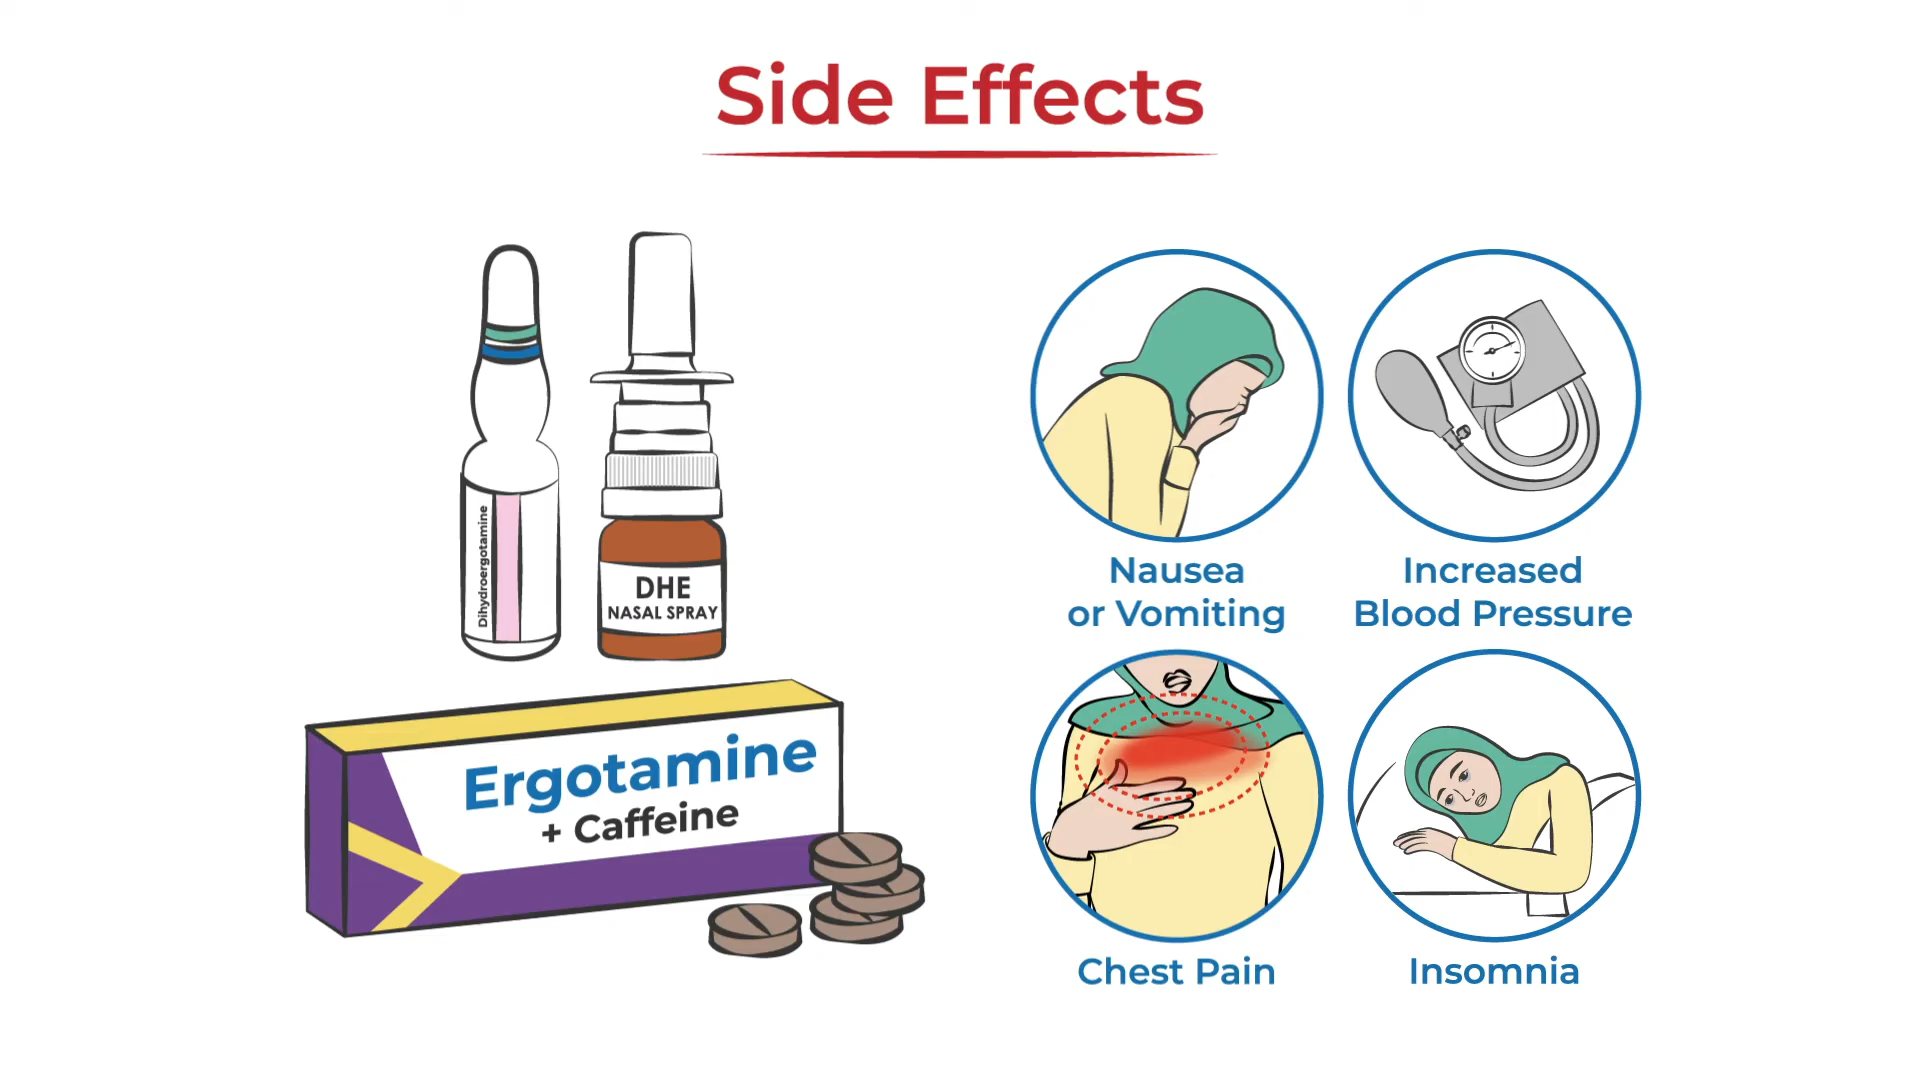 Side Effects
Dihydroergotamine
DHE
NASAL SPRAY
Ergotamine
+ Caffeine
Nausea
or Vomiting
Increased
Blood Pressure
Chest Pain
Insomnia